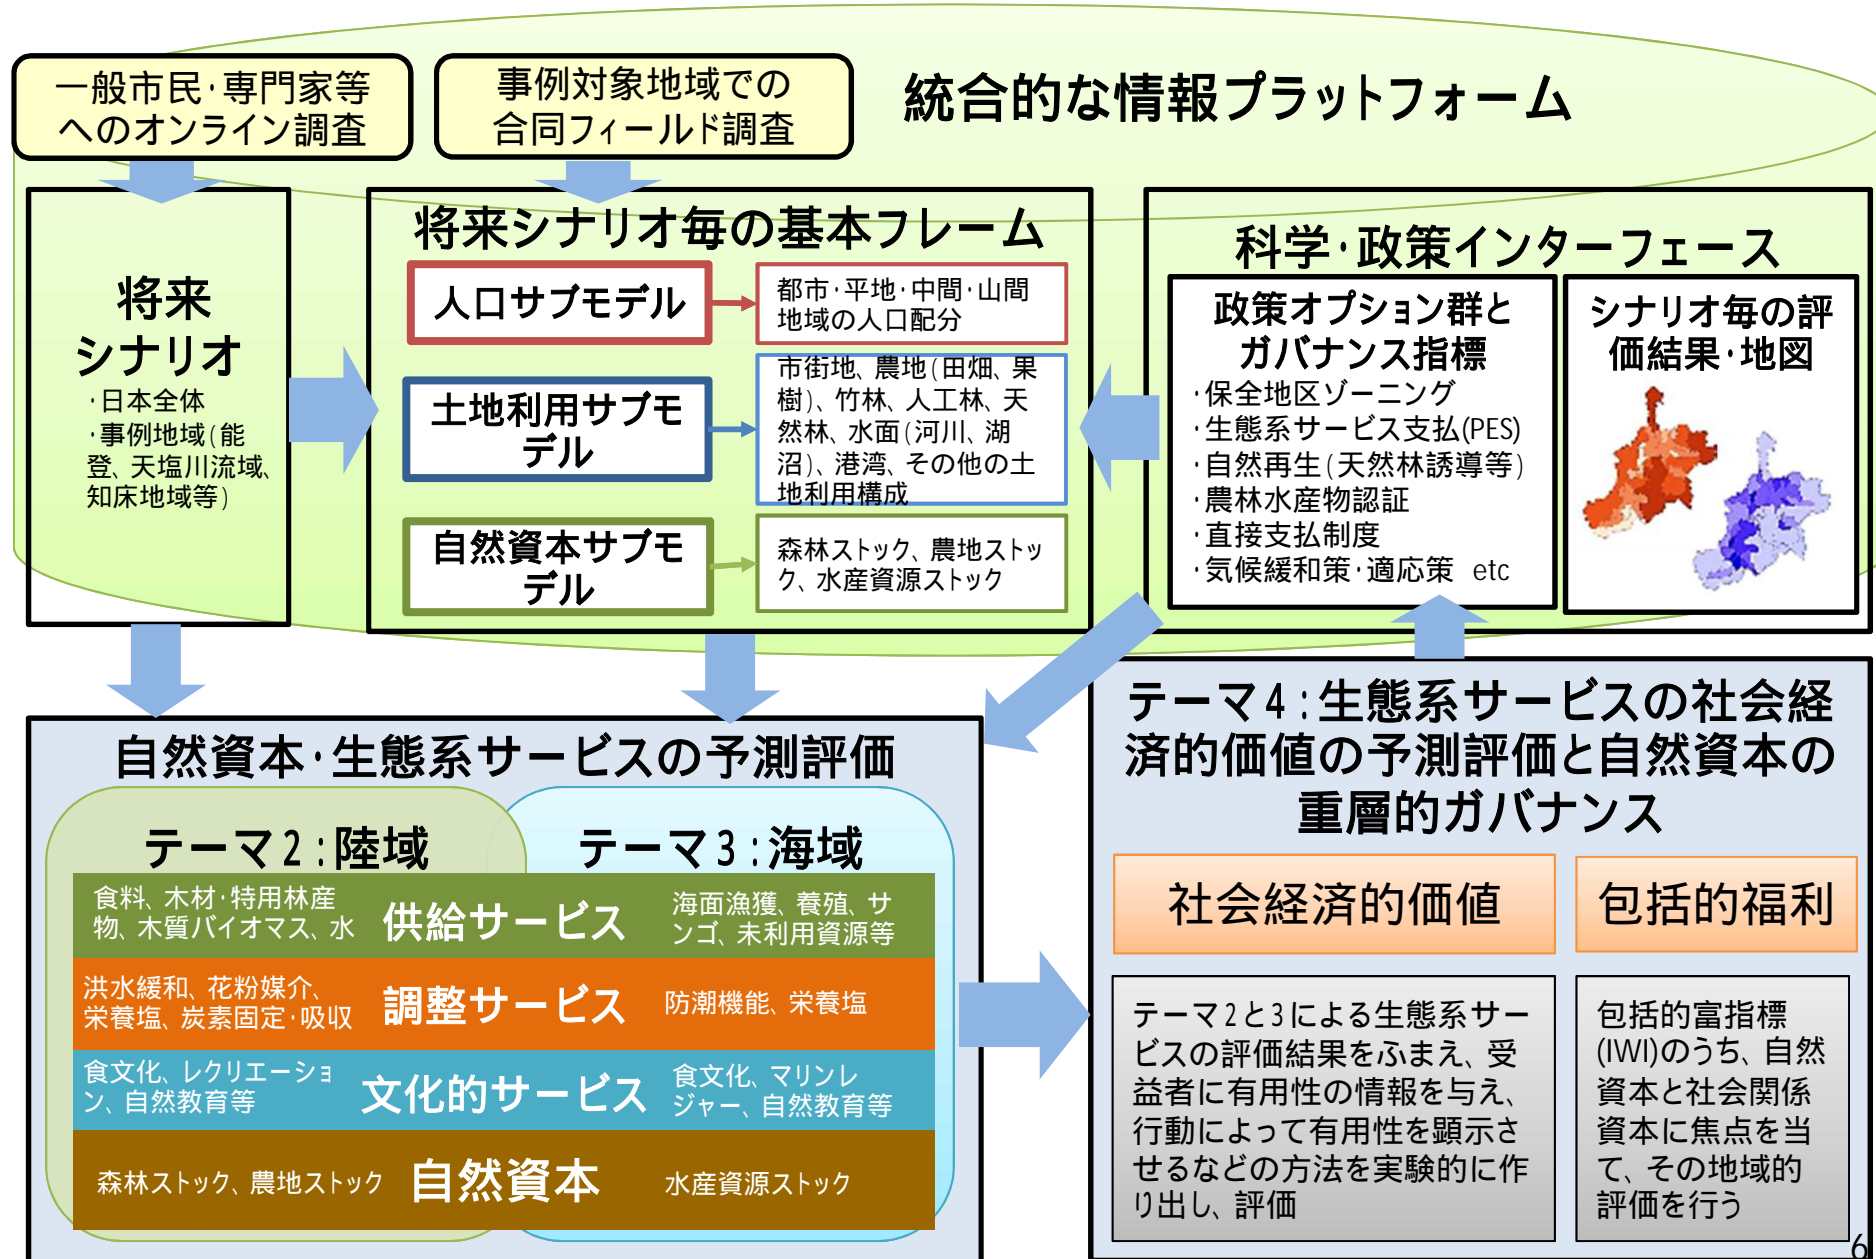 一般市民・専門家等
へのオンライン調査
事例対象地域での
合同フィールド調査
統合的な情報プラットフォーム
将来
シナリオ
・日本全体
・事例地域(能
登、天塩川流域、
知床地域等)
将来シナリオ毎の基本フレーム
人口サブモデル
都市・平地・中間・山間
地域の人口配分
土地利用サブモ
デル
市街地、農地(田畑、果
樹)、竹林、人工林、天
然林、水面(河川、湖
沼)、港湾、その他の土
地利用構成
自然資本サブモ
デル
森林ストック、農地ストッ
ク、水産資源ストック
科学・政策インターフェース
政策オプション群と
ガバナンス指標
・保全地区ゾーニング
・生態系サービス支払(PES)
・自然再生(天然林誘導等)
・農林水産物認証
・直接支払制度
・気候緩和策・適応策 etc
シナリオ毎の評
価結果・地図
自然資本・生態系サービスの予測評価
テーマ2:陸域
テーマ3:海域
食料、木材・特用林産
物、木質バイオマス、水
供給サービス
海面漁獲、養殖、サ
ンゴ、未利用資源等
洪水緩和、花粉媒介、
栄養塩、炭素固定・吸収
調整サービス
防潮機能、栄養塩
食文化、レクリエーショ
ン、自然教育等
文化的サービス
食文化、マリンレ
ジャー、自然教育等
森林ストック、農地ストック
自然資本
水産資源ストック
テーマ4:生態系サービスの社会経
済的価値の予測評価と自然資本の
重層的ガバナンス
社会経済的価値
テーマ2と3による生態系サー
ビスの評価結果をふまえ、受
益者に有用性の情報を与え、
行動によって有用性を顕示さ
せるなどの方法を実験的に作
り出し、評価
包括的福利
包括的富指標
(IWI)のうち、自然
資本と社会関係
資本に焦点を当
て、その地域的
評価を行う
6